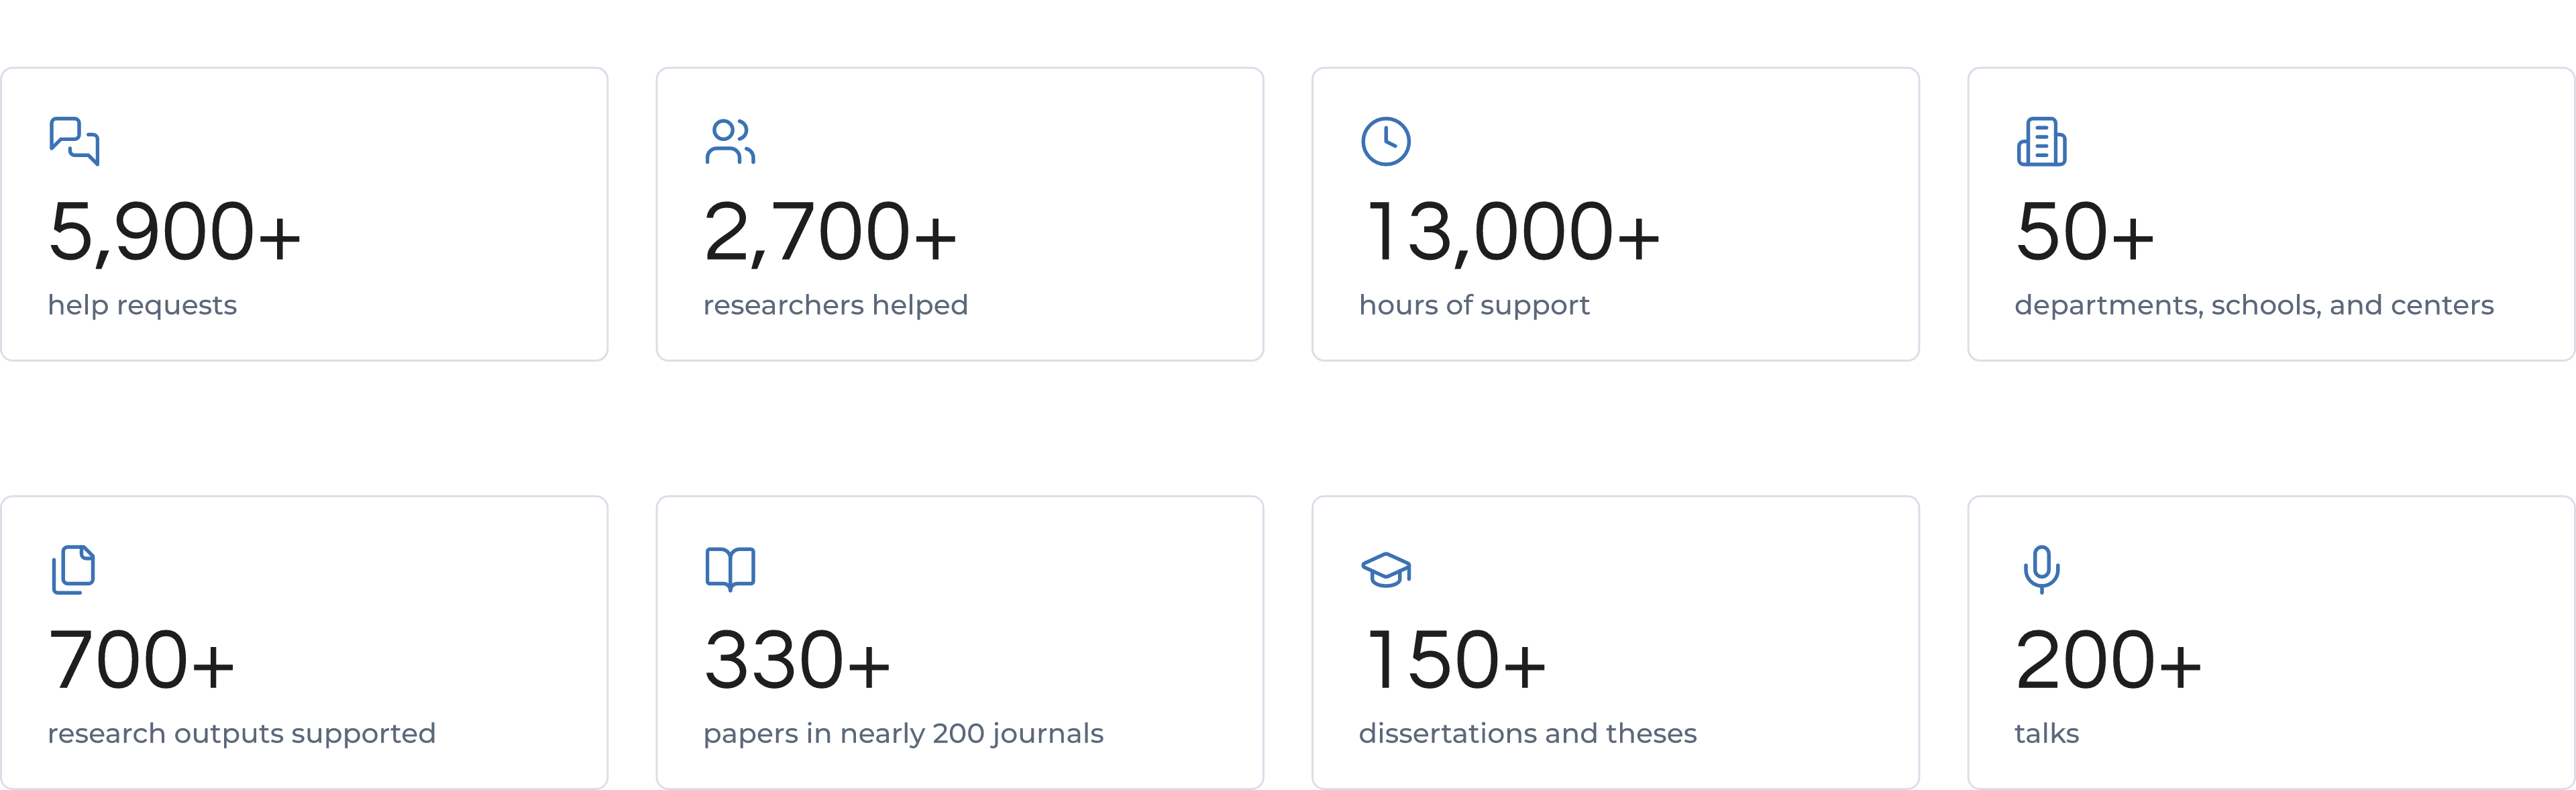 5,900+
help requests
2,700+
researchers helped
13,000+
hours of support
50+
departments, schools, and centers
700+
research outputs supported
330+
papers in nearly 200 journals
150+
dissertations and theses
200+
talks